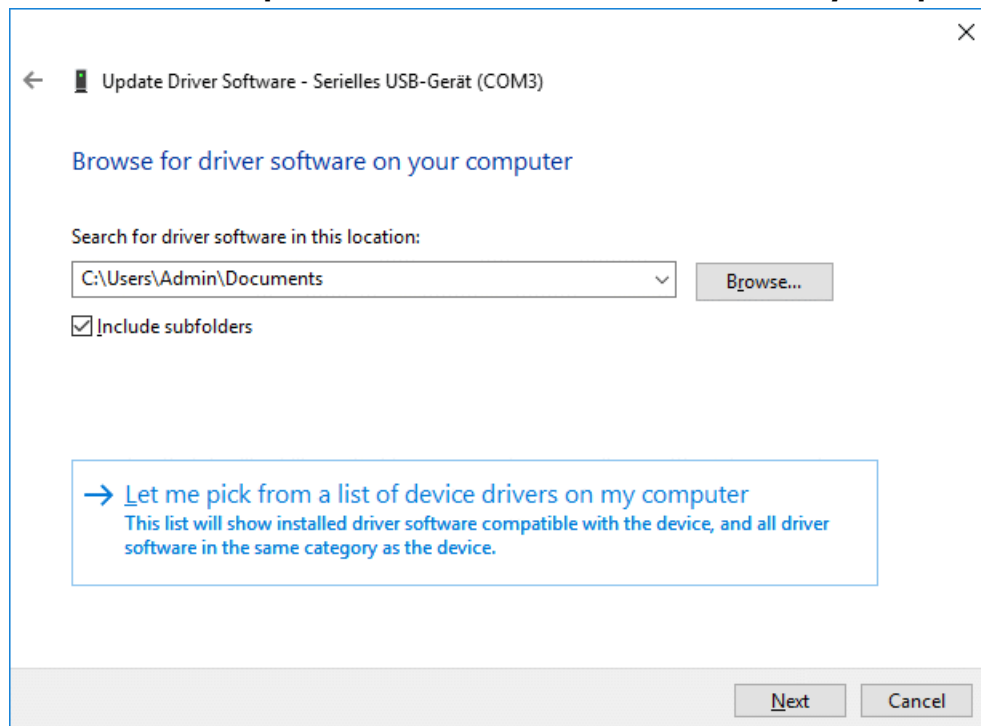 Update Driver Software - Serielles USB-Gerät (COM3)
Browse for driver software on your computer
Search for driver software in this location:
C:\Users\Admin\Documents
Browse...
Include subfolders
Let me pick from a list of device drivers on my computer
This list will show installed driver software compatible with the device, and all driver
software in the same category as the device.
Next
Cancel